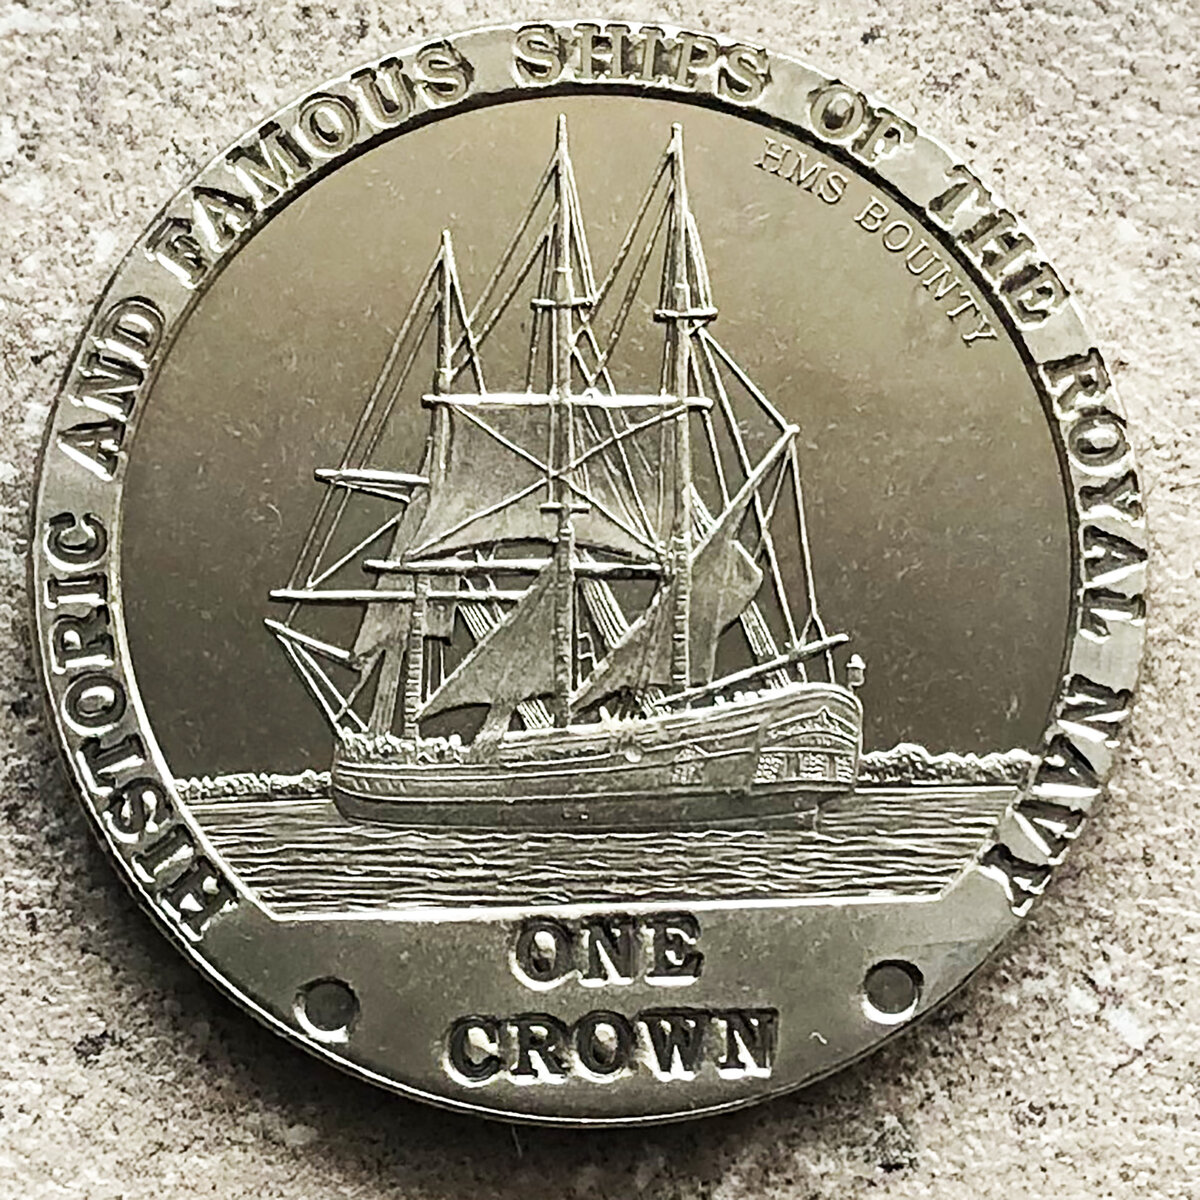 HISTORIC AND FAMOUS SHIPS OF THE ROYAL NAVY
HMS BOUNTY
ONE
CROWN